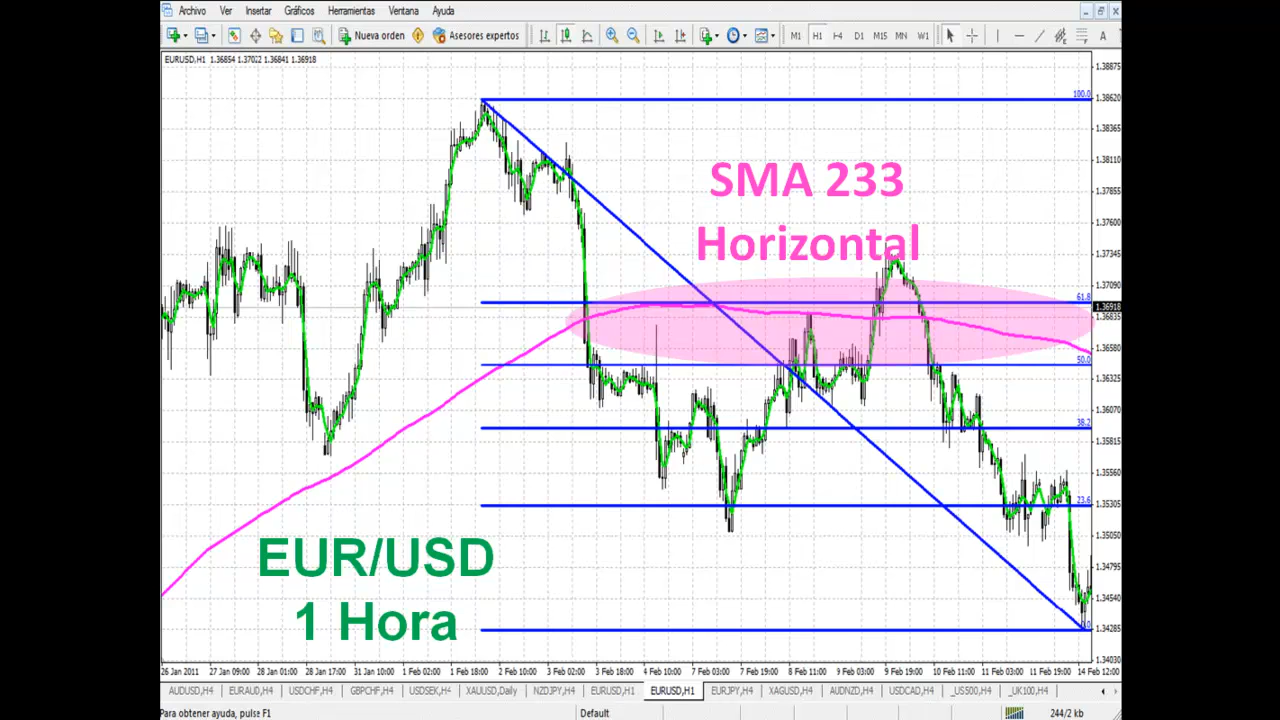 Archivo Ver Insertar Gráficos Herramientas Ventana Ayuda
Nueva orden Asesores expertos M1 H1 H4 D1 M15 MN W1 A
EURUSD,H1 1.36854 1.37022 1.36841 1.36918
1.38875
100.0 1.38620
1.38365
1.38110
SMA 233
1.37855
1.37600
Horizontal
1.37345
1.37090
61.8
1.36918
1.36835
1.36580
50.0
1.36325
1.36070
38.2
1.35815
1.35560
23.6 1.35305
1.35050
EUR/USD
1.34795
1.34540
1 Hora
0.0 1.34285
1.34030
26 Jan 2011 27 Jan 09:00 28 Jan 01:00 28 Jan 17:00 31 Jan 09:00 1 Feb 02:00 1 Feb 18:00 2 Feb 10:00 3 Feb 02:00 3 Feb 18:00 4 Feb 10:00 7 Feb 03:00 7 Feb 19:00 8 Feb 11:00 9 Feb 03:00 9 Feb 19:00 10 Feb 11:00 11 Feb 03:00 11 Feb 19:00 14 Feb 12:00
AUDUSD,H4 EURAUD,H4 USDCHF,H4 GBPCHF,H4 USDSEK,H4 XAUUSD,Daily NZDJPY,H4 EURUSD,H1 EURUSD,H1 EURJPY,H4 XAGUSD,H4 AUDNZD,H4 USDCAD,H4 _US500,H4 _UK100,H4
Para obtener ayuda, pulse F1 Default 244/2 kb